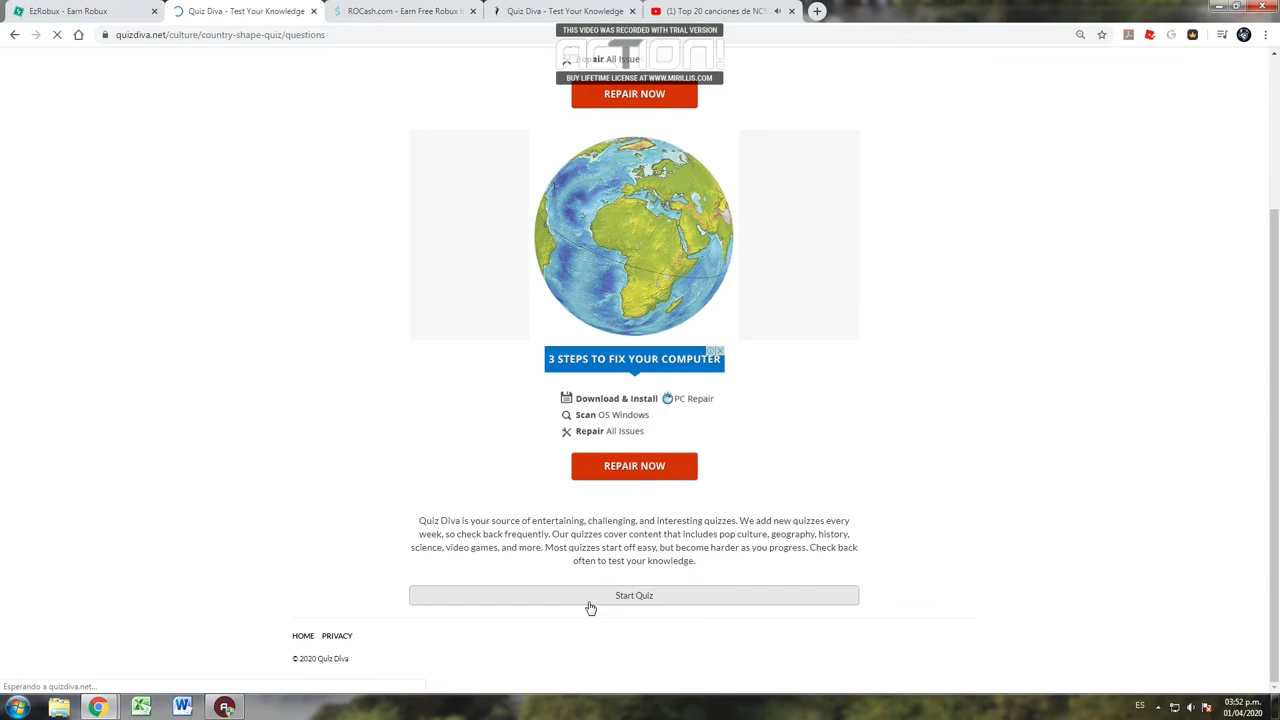 EzRobux - Earn Robux
Quiz Diva - Test Your Knowledge
ROCash.com - Earn Free Robux b
Quiz Diva - Test Your Knowledge
(1) Top 20 canciones de NCS
quizdiva.net/culture/country-shape-quiz/questions
THIS VIDEO WAS RECORDED WITH TRIAL VERSION
ACTION!
BUY LIFETIME LICENSE AT WWW.MIRILLIS.COM
Repair All Issue
REPAIR NOW
3 STEPS TO FIX YOUR COMPUTER
Download & Install PC Repair
Scan OS Windows
Repair All Issues
REPAIR NOW
Quiz Diva is your source of entertaining, challenging, and interesting quizzes. We add new quizzes every
week, so check back frequently. Our quizzes cover content that includes pop culture, geography, history,
science, video games, and more. Most quizzes start off easy, but become harder as you progress. Check back
often to test your knowledge.
Start Quiz
HOME PRIVACY
© 2020 Quiz Diva
Esperando a quizdiva.net...
ES
03:52 p.m.
01/04/2020